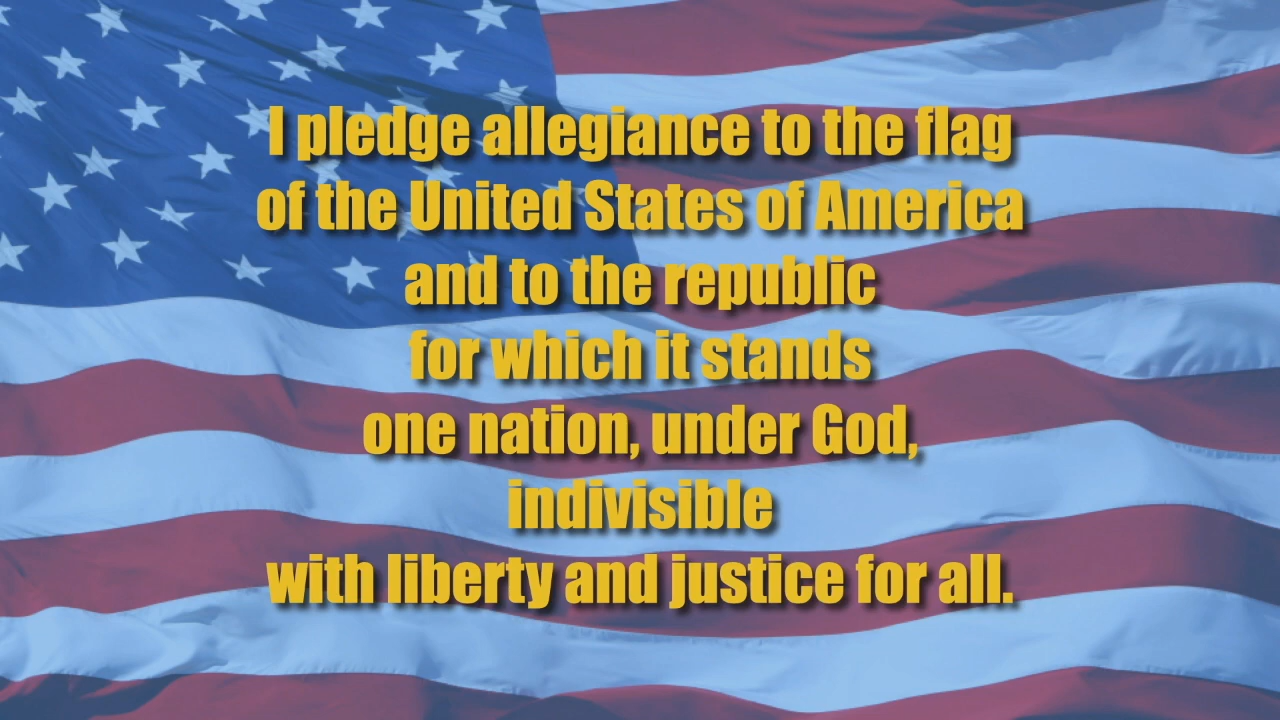 I pledge allegiance to the flag
of the United States of America
and to the republic
for which it stands
one nation, under God,
indivisible
with liberty and justice for all.